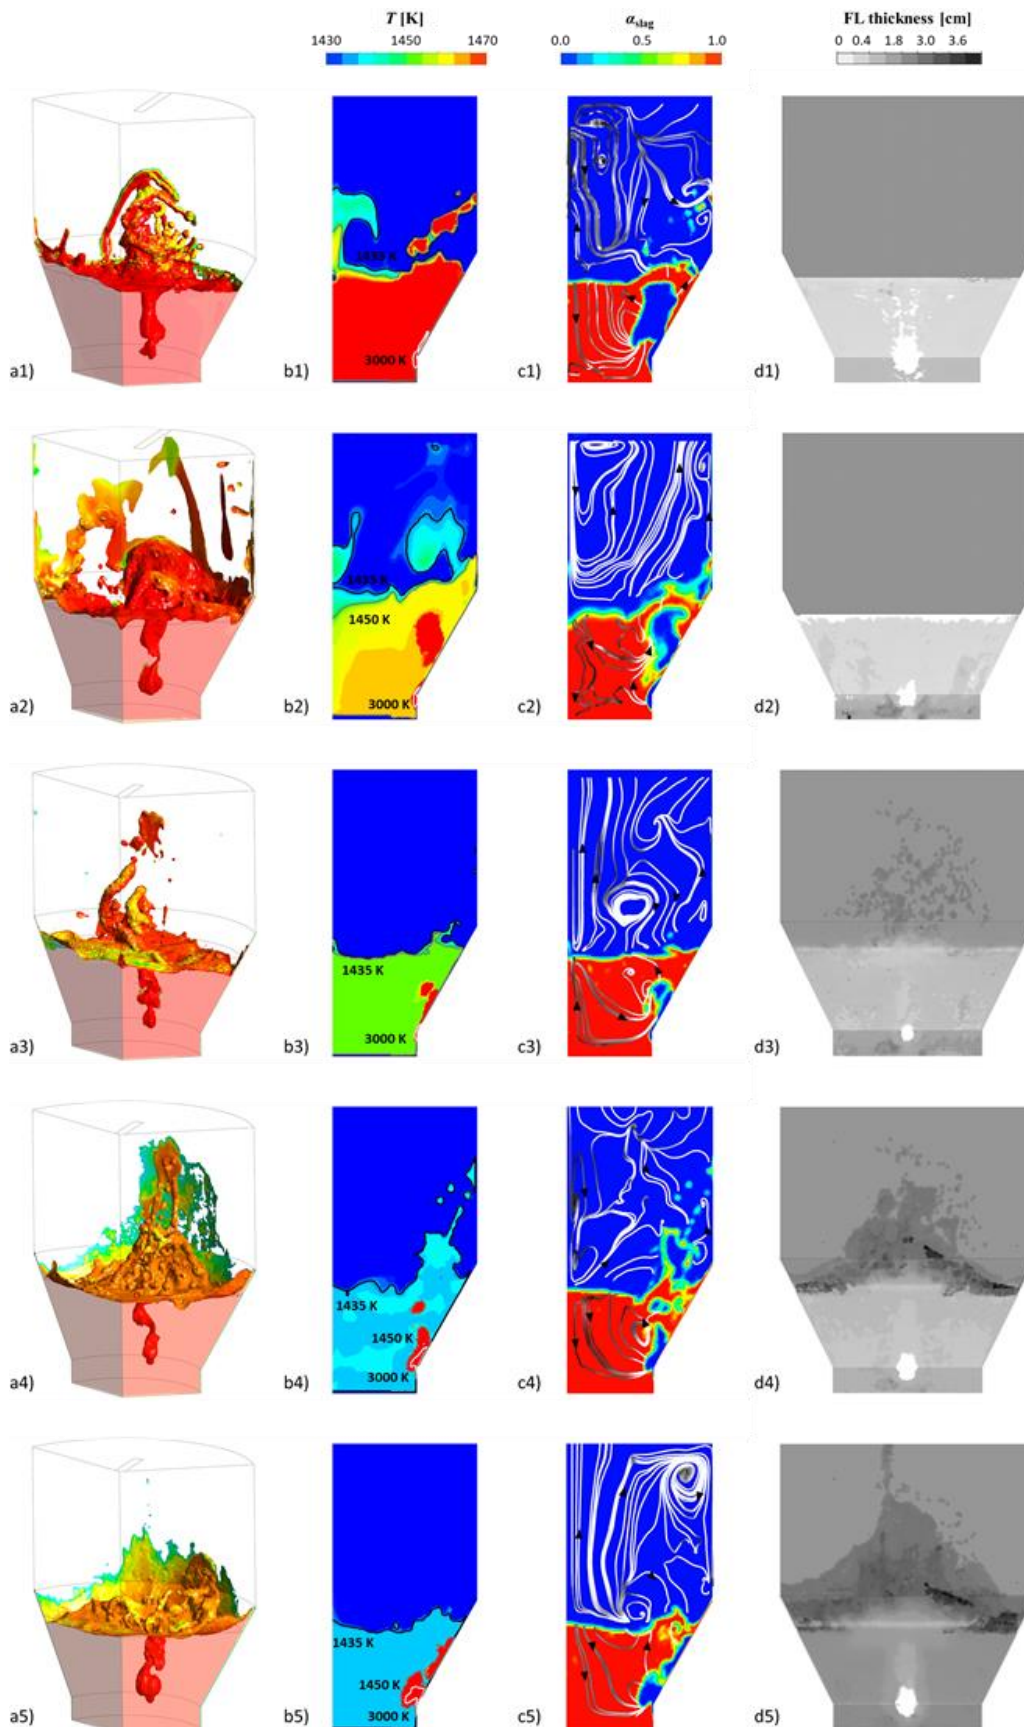 T [K]
αslag
FL thickness [cm]
1430 1450 1470
0.0 0.5 1.0
0 0.4 1.8 3.0 3.6
1435 K
3000 K
a1) b1) c1) d1)
1435 K
1450 K
3000 K
a2) b2) c2) d2)
1435 K
3000 K
a3) b3) c3) d3)
1435 K
1450 K
3000 K
a4) b4) c4) d4)
1435 K
1450 K
3000 K
a5) b5) c5) d5)